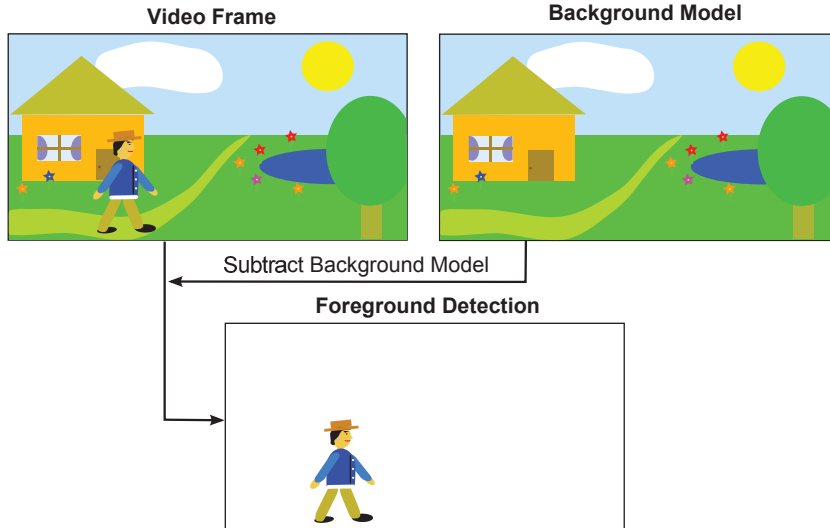 Video Frame
Background Model
Subtract Background Model
Foreground Detection